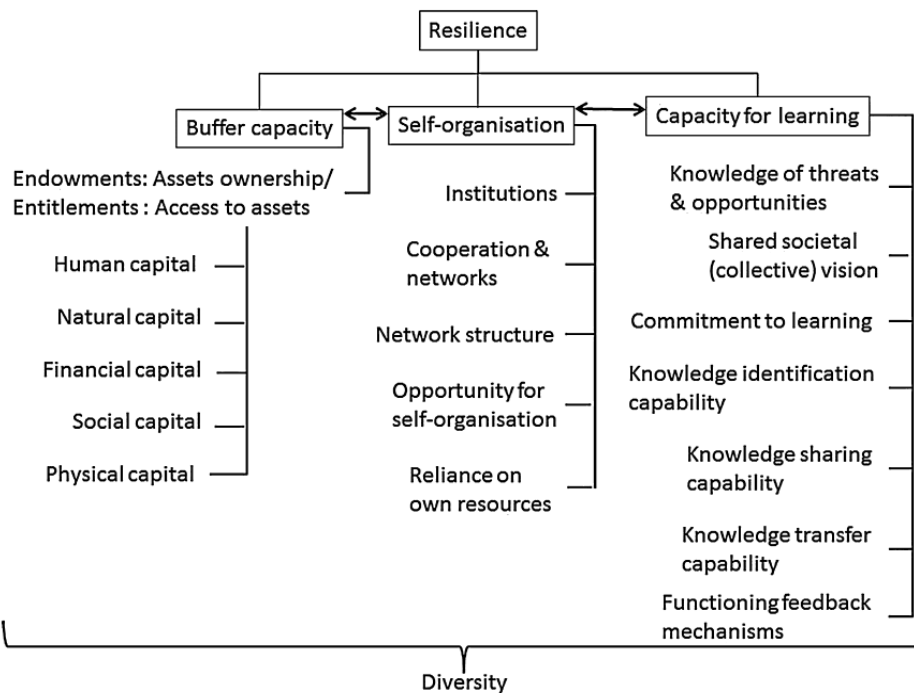 Resilience
Buffer capacity
Self-organisation
Capacity for learning
Endowments: Assets ownership/
Entitlements : Access to assets
Human capital
Natural capital
Financial capital
Social capital
Physical capital
Institutions
Cooperation &
networks
Network structure
Opportunity for
self-organisation
Reliance on
own resources
Knowledge of threats
& opportunities
Shared societal
(collective) vision
Commitment to learning
Knowledge identification
capability
Knowledge sharing
capability
Knowledge transfer
capability
Functioning feedback
mechanisms
Diversity